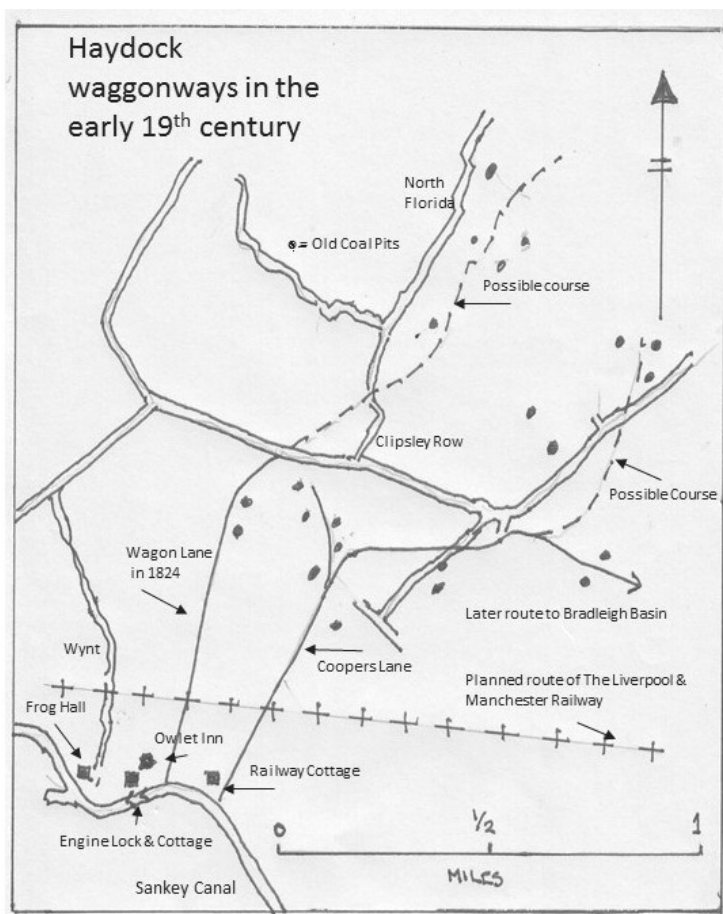 Haydock
waggonways in the
early 19th century
North
Florida
= Old Coal Pits
Possible course
Clipsley Row
Possible Course
Wagon Lane
in 1824
Later route to Bradleigh Basin
Wynt
Coopers Lane
Planned route of The Liverpool &
Manchester Railway
Frog Hall
Owlet Inn
Railway Cottage
0 1/2 1
Engine Lock & Cottage
MILES
Sankey Canal